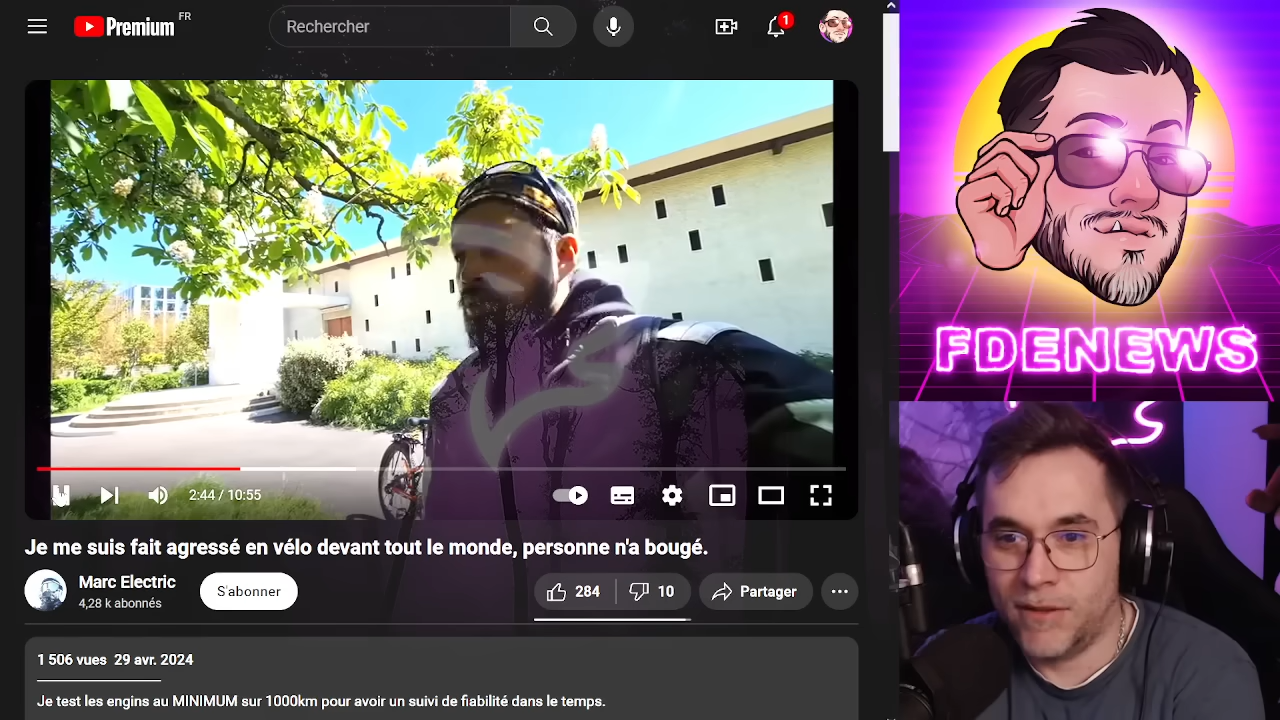 Premium FR
Rechercher
1
2:44 / 10:55
Je me suis fait agressé en vélo devant tout le monde, personne n'a bougé.
Marc Electric
4,28 k abonnés
S'abonner
284
10
Partager
1 506 vues 29 avr. 2024
Je test les engins au MINIMUM sur 1000km pour avoir un suivi de fiabilité dans le temps.
FDENEWS